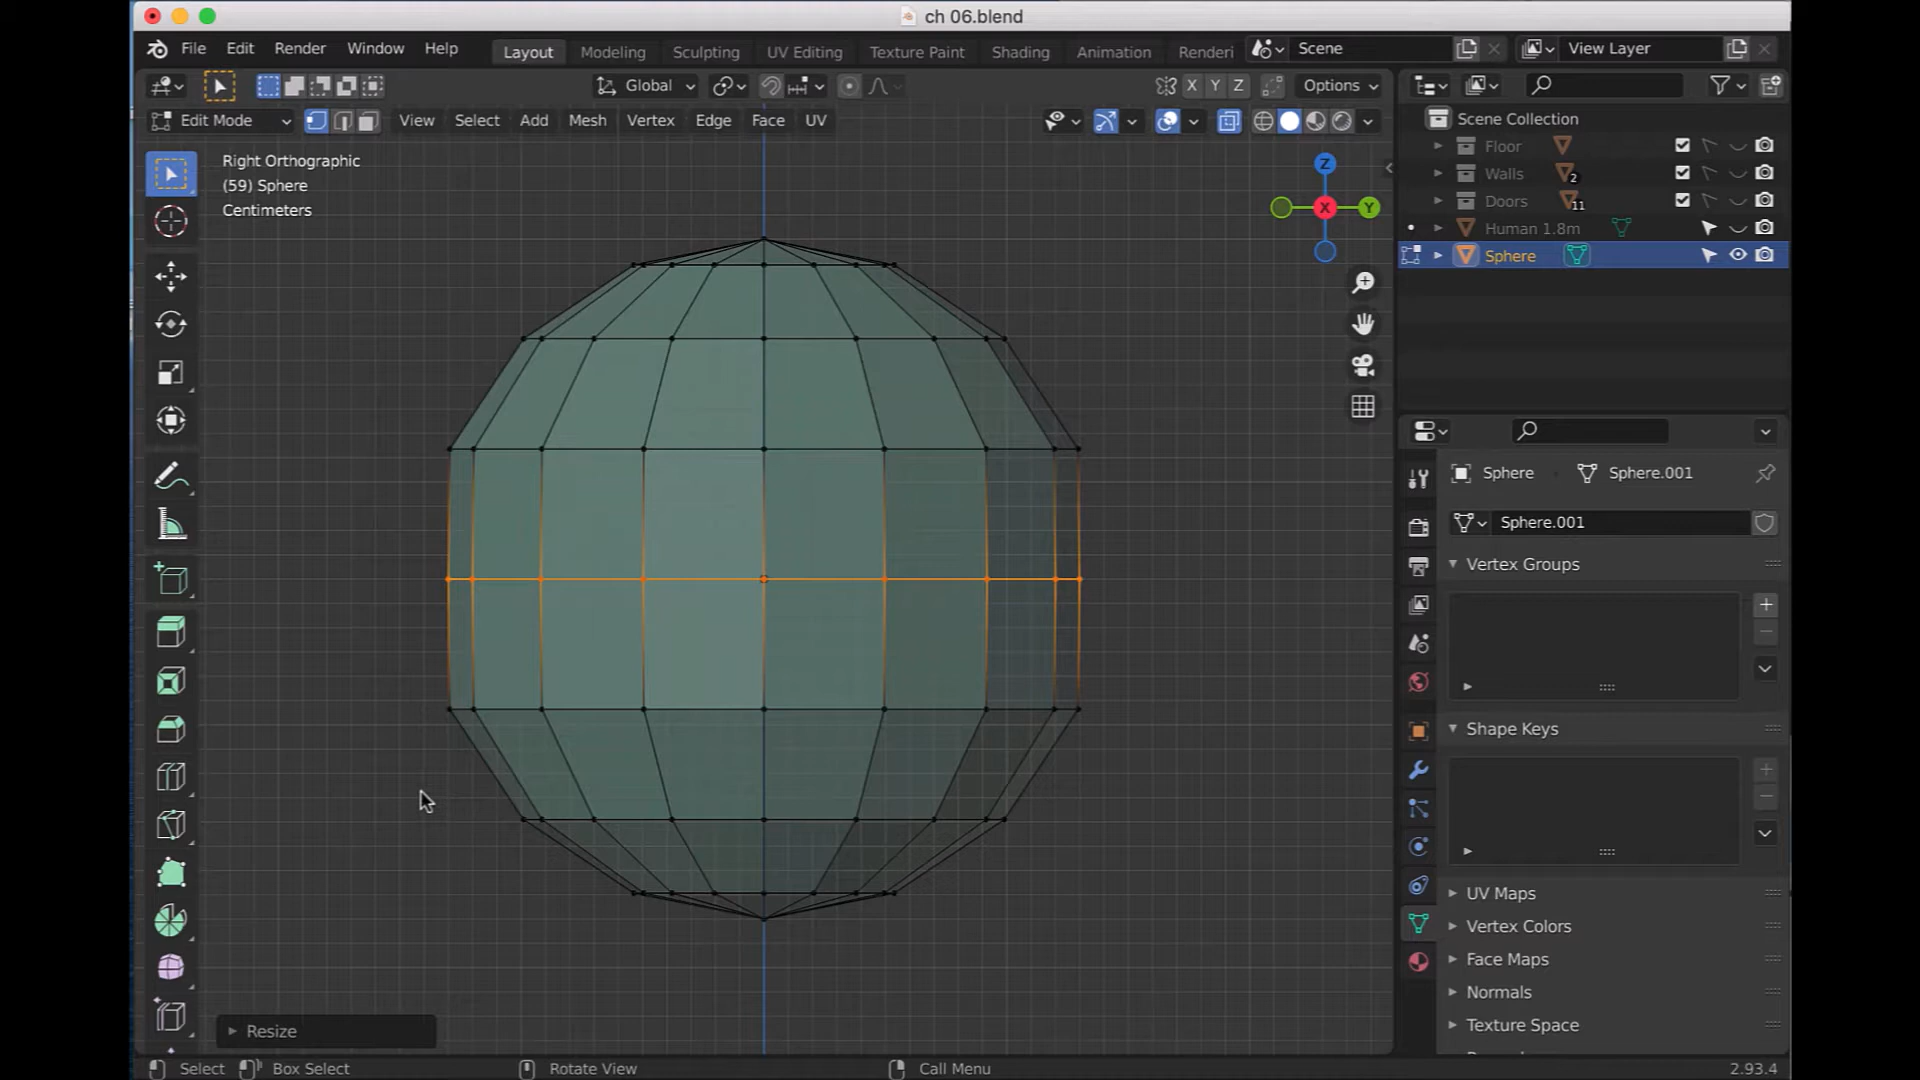 ch 06.blend
File Edit Render Window Help Layout Modeling Sculpting UV Editing Texture Paint Shading Animation Renderi Scene View Layer
Global X Y Z Options
Edit Mode View Select Add Mesh Vertex Edge Face UV
Scene Collection
Right Orthographic
(59) Sphere
Centimeters
Z
X
Y
Floor
Walls 2
Doors 11
Human 1.8m
Sphere
Sphere Sphere.001
Sphere.001
Vertex Groups
Shape Keys
UV Maps
Vertex Colors
Face Maps
Normals
Texture Space
Resize
Select Box Select Rotate View Call Menu 2.93.4